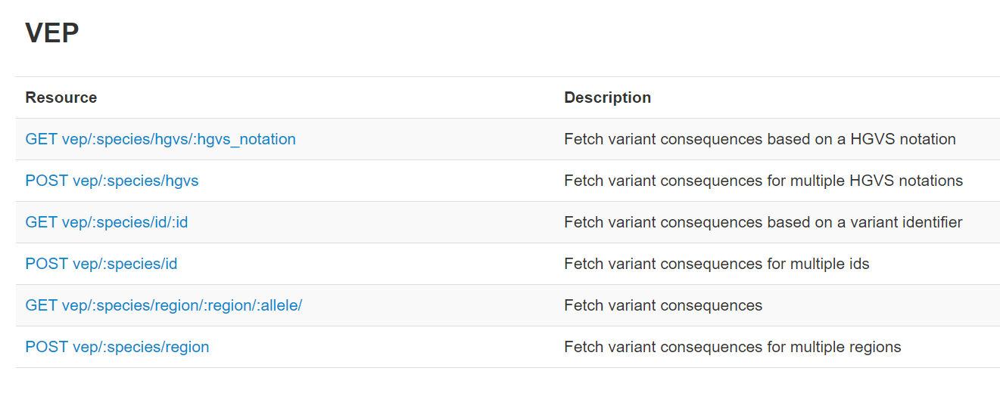 VEP
Resource Description
GET vep/:species/hgvs/:hgvs_notation Fetch variant consequences based on a HGVS notation
POST vep/:species/hgvs Fetch variant consequences for multiple HGVS notations
GET vep/:species/id/:id Fetch variant consequences based on a variant identifier
POST vep/:species/id Fetch variant consequences for multiple ids
GET vep/:species/region/:region/:allele/ Fetch variant consequences
POST vep/:species/region Fetch variant consequences for multiple regions